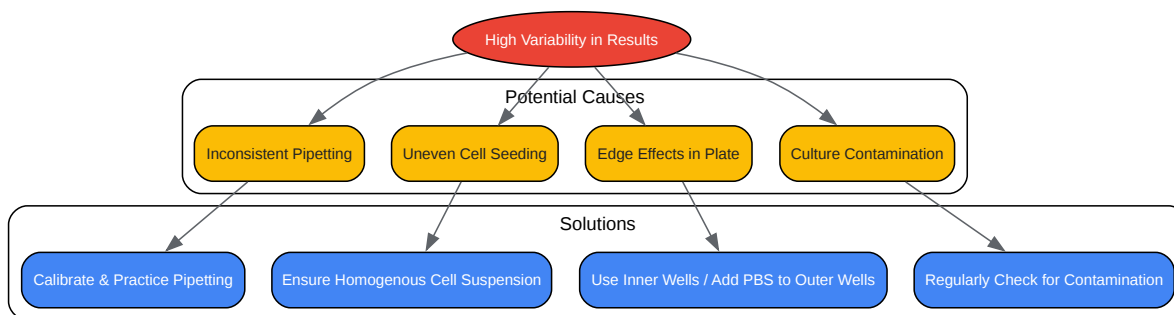 High Variability in Results
Potential Causes
Inconsistent Pipetting
Uneven Cell Seeding
Edge Effects in Plate
Culture Contamination
Solutions
Calibrate & Practice Pipetting
Ensure Homogenous Cell Suspension
Use Inner Wells / Add PBS to Outer Wells
Regularly Check for Contamination